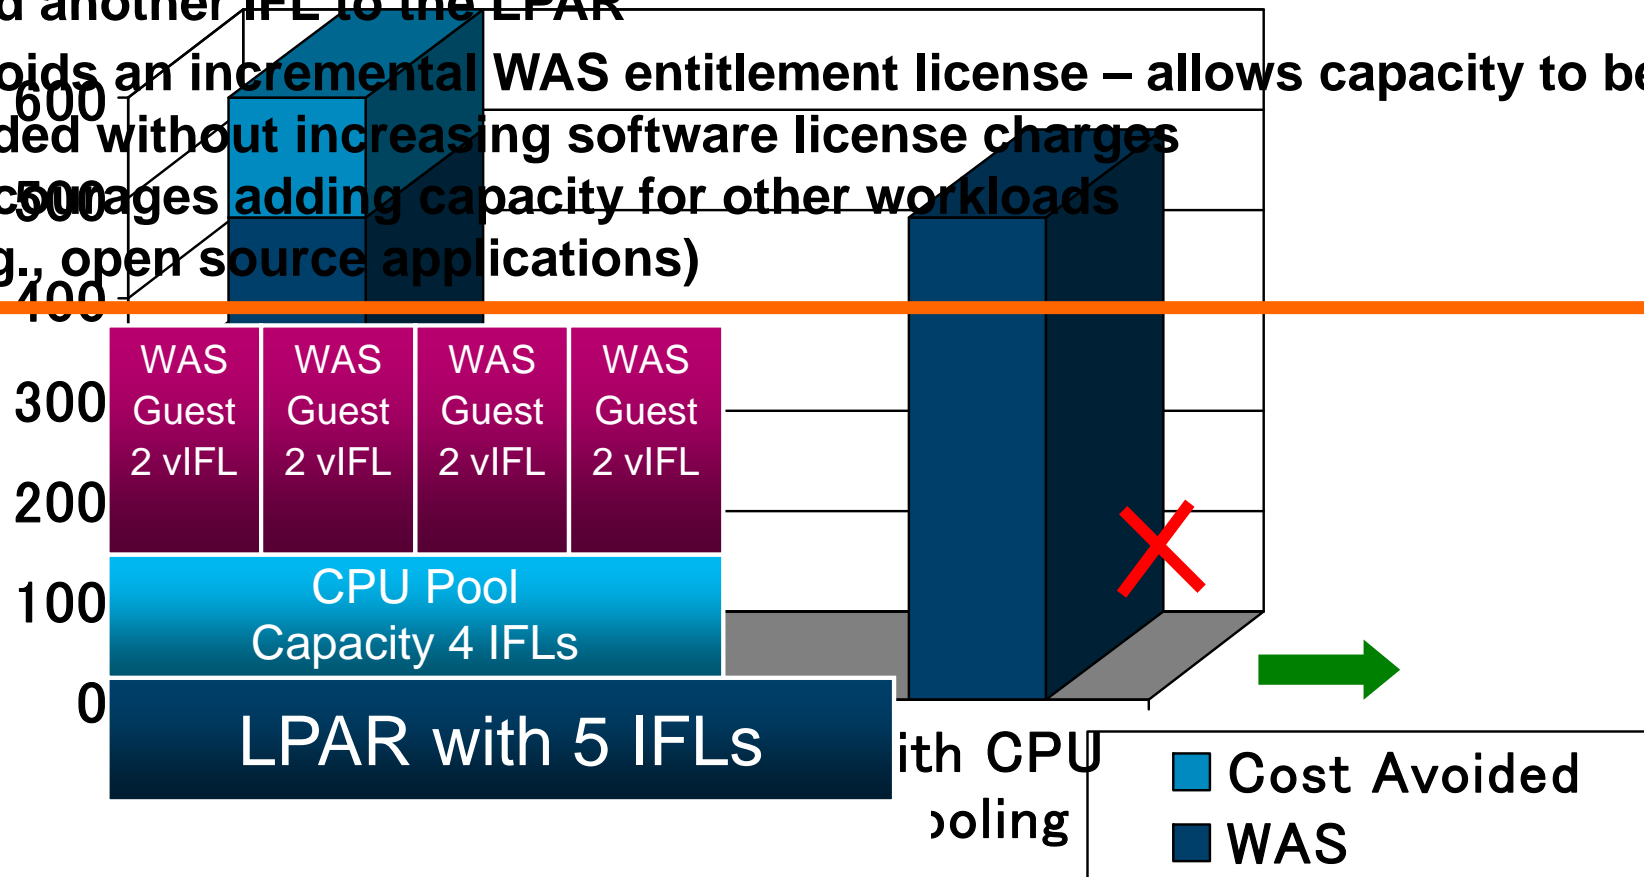 d another IFL to the LPAR
oids an incremental WAS entitlement license – allows capacity to be
ded without increasing software license charges
courages adding capacity for other workloads
g., open source applications)
600
500
400
300
200
100
0
WAS Guest 2 vIFL
WAS Guest 2 vIFL
WAS Guest 2 vIFL
WAS Guest 2 vIFL
CPU Pool
Capacity 4 IFLs
LPAR with 5 IFLs
ith CPU
ooling
Cost Avoided
WAS